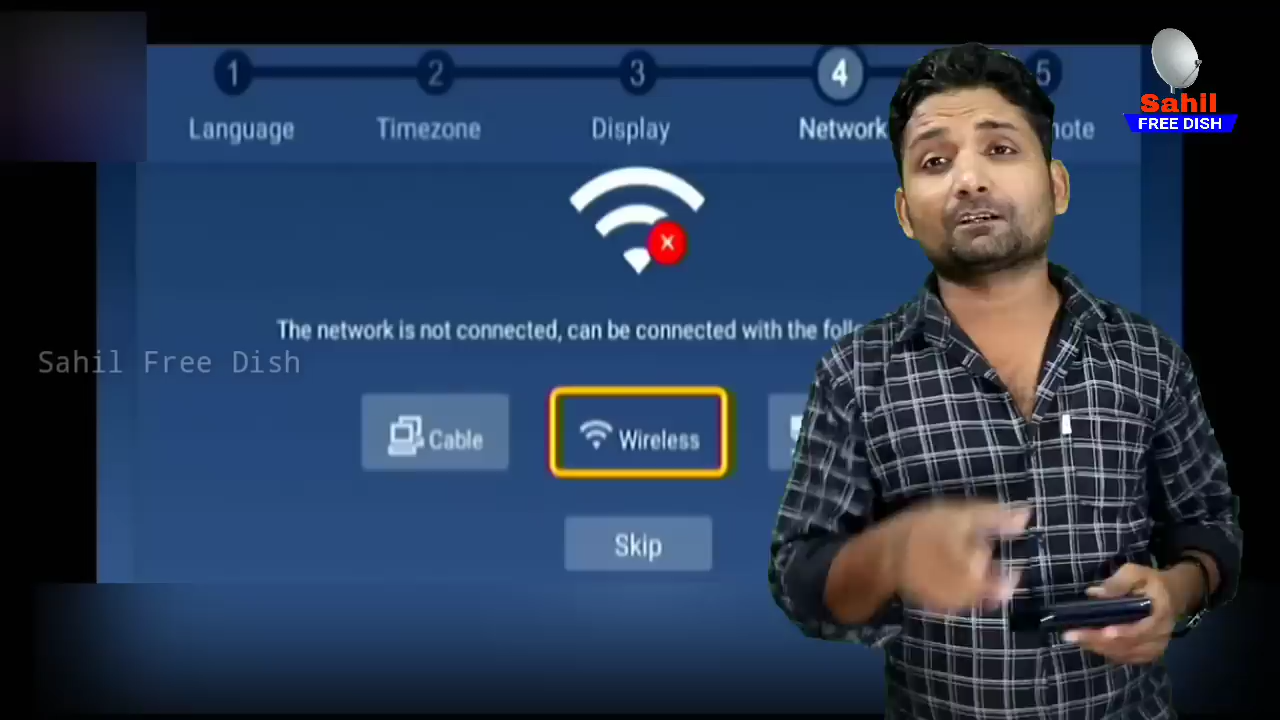 1 2 3 4 5
Language Timezone Display Network note
Sahil
FREE DISH
The network is not connected, can be connected with the
Sahil Free Dish
Cable Wireless
Skip